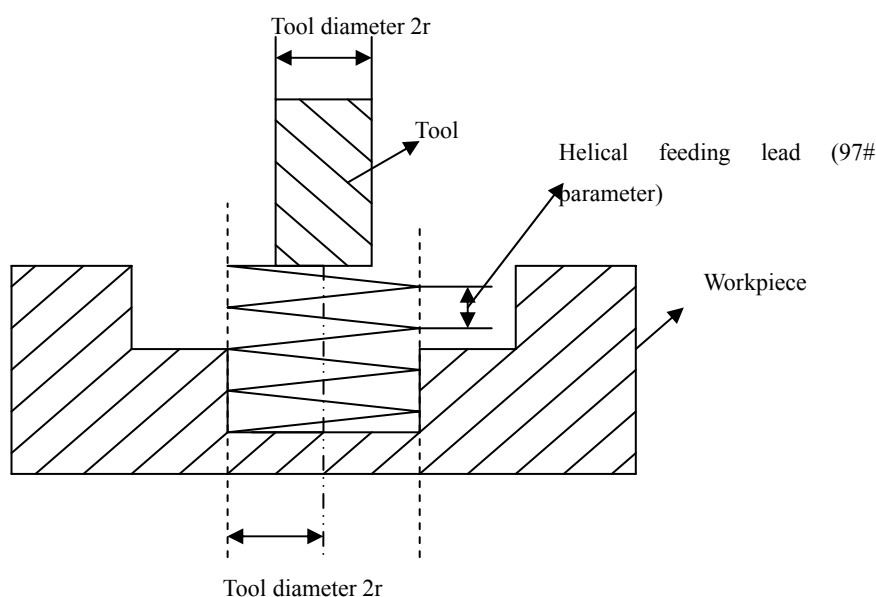 Tool diameter 2r
Tool
Helical feeding lead (97#
parameter)
Workpiece
Tool diameter 2r